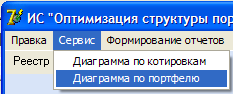 ИС "Оптимизация структуры пор
Правка Сервис Формирование отчетов
Реестр Диаграмма по котировкам
Диаграмма по портфелю